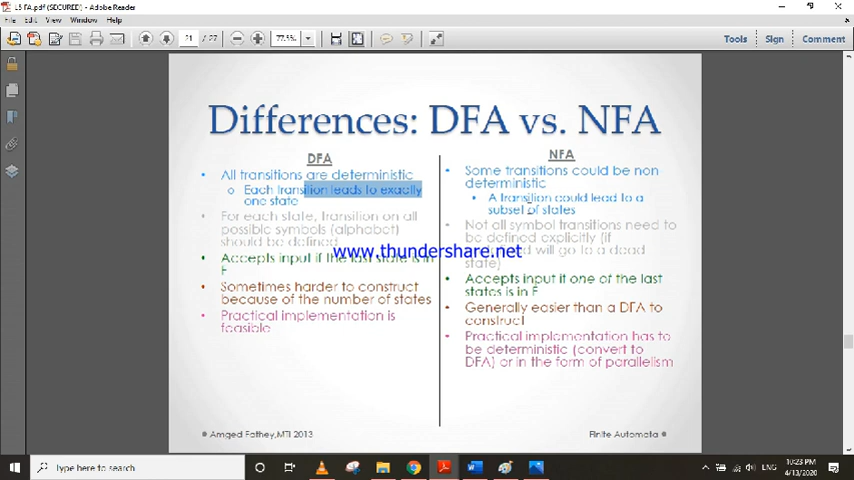 L5 FA.pdf (SECURED) - Adobe Reader
File Edit View Window Help
21 / 27
77.5%
Tools Sign Comment
Differences: DFA vs. NFA
DFA
All transitions are deterministic
Each transition leads to exactly
one state
For each state, transition on all
possible symbols (alphabet)
should be defined
Accepts input if the last state is in
F
Sometimes harder to construct
because of the number of states
Practical implementation is
feasible
NFA
Some transitions could be non
deterministic
A transition could lead to a
subset of states
Not all symbol transitions need to
be defined explicitly (if
will go to a dead
state)
Accepts input if one of the last
states is in F
Generally easier than a DFA to
construct
Practical implementation has to
be deterministic (convert to
DFA) or in the form of parallelism
www.thundershare.net
Amged Fathey,MTI 2013
Finite Automata
Type here to search
ENG
10:23 PM
4/13/2020